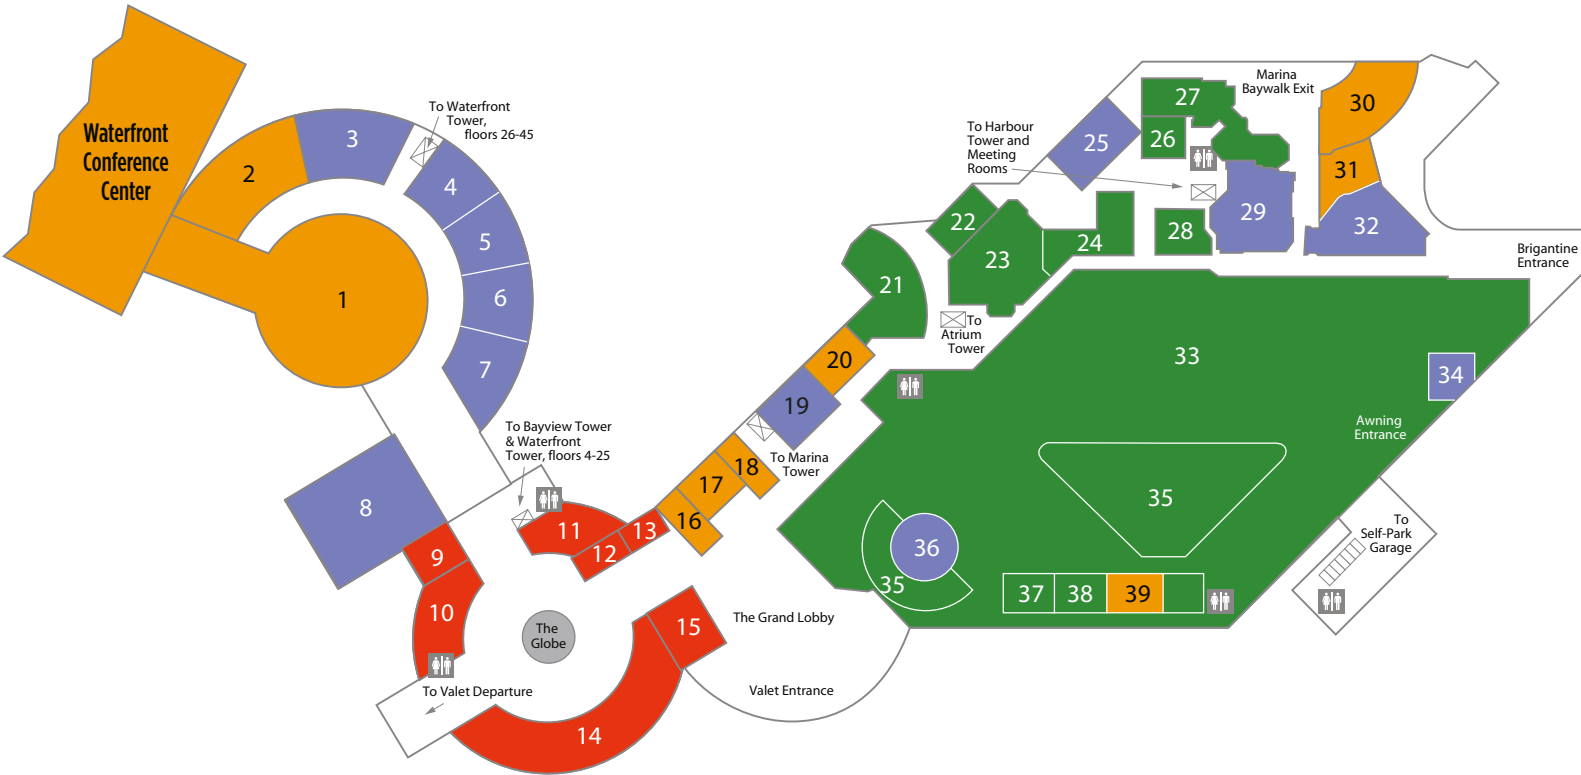 Waterfront
Conference
Center
1
2
3
To Waterfront
Tower,
floors 26-45
4
5
6
7
8
To Bayview Tower
& Waterfront
Tower, floors 4-25
9
10
11
12
13
The
Globe
To Valet Departure
14
15
The Grand Lobby
Valet Entrance
16
17
18
To Marina
Tower
19
20
21
22
23
24
To
Atrium
Tower
25
To Harbour
Tower and
Meeting
Rooms
26
27
28
29
Marina
Baywalk Exit
30
31
32
Brigantine
Entrance
33
34
Awning
Entrance
35
35
36
37
38
39
To
Self-Park
Garage